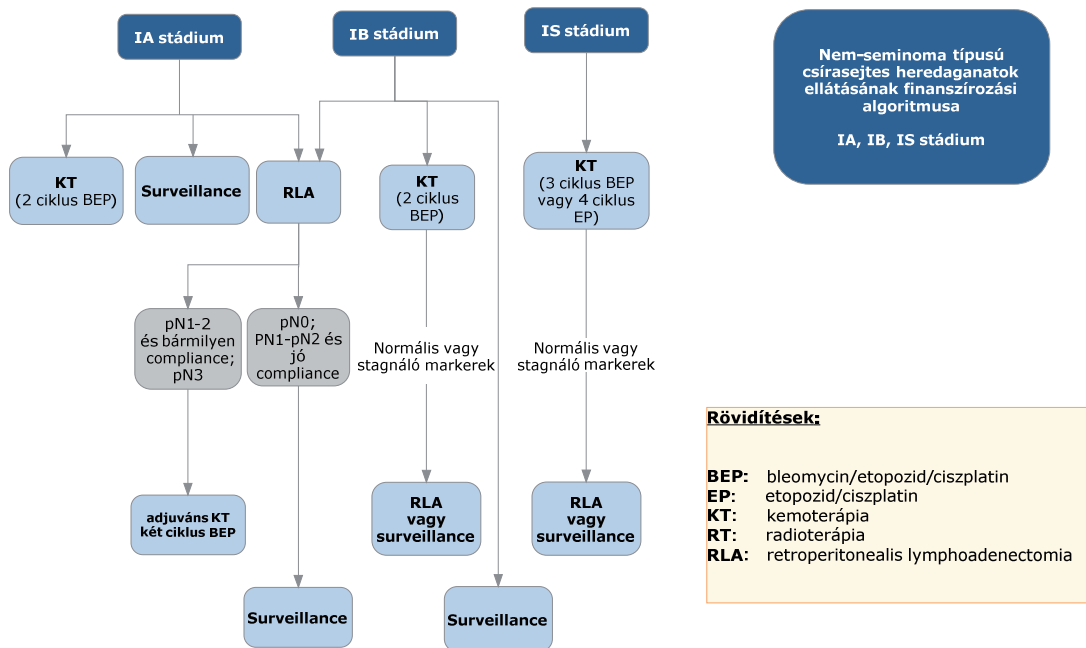 IA stádium
IB stádium
IS stádium
Nem-seminoma típusú
csírasejtes heredaganatok
ellátásának finanszírozási
algoritmusa
IA, IB, IS stádium
KT
(2 ciklus BEP)
Surveillance
RLA
KT
(2 ciklus
BEP)
KT
(3 ciklus BEP
vagy 4 ciklus
EP)
pN1-2
és bármilyen
compliance;
pN3
pN0;
PN1-pN2 és
jó
compliance
Normális vagy
stagnáló markerek
Normális vagy
stagnáló markerek
adjuváns KT
két ciklus BEP
RLA
vagy
surveillance
RLA
vagy
surveillance
Surveillance
Surveillance
Rövidítések:
BEP: bleomycin/etopozid/ciszplatin
EP: etopozid/ciszplatin
KT: kemoterápia
RT: radioterápia
RLA: retroperitonealis lymphoadenectomia